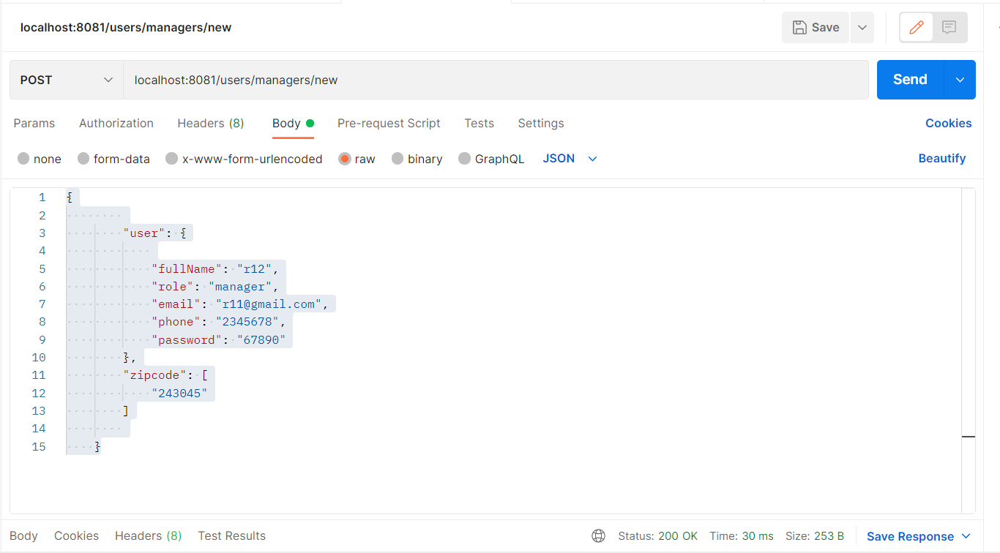 localhost:8081/users/managers/new
Save
POST
localhost:8081/users/managers/new
Send
Params Authorization Headers (8) Body Pre-request Script Tests Settings Cookies
none form-data x-www-form-urlencoded raw binary GraphQL JSON Beautify
1 {
2
3 "user": {
4
5 "fullName": "r12",
6 "role": "manager",
7 "email": "r11@gmail.com",
8 "phone": "2345678",
9 "password": "67890"
10 },
11 "zipcode": [
12 "243045"
13 ]
14
15 }
Body Cookies Headers (8) Test Results Status: 200 OK Time: 30 ms Size: 253 B Save Response